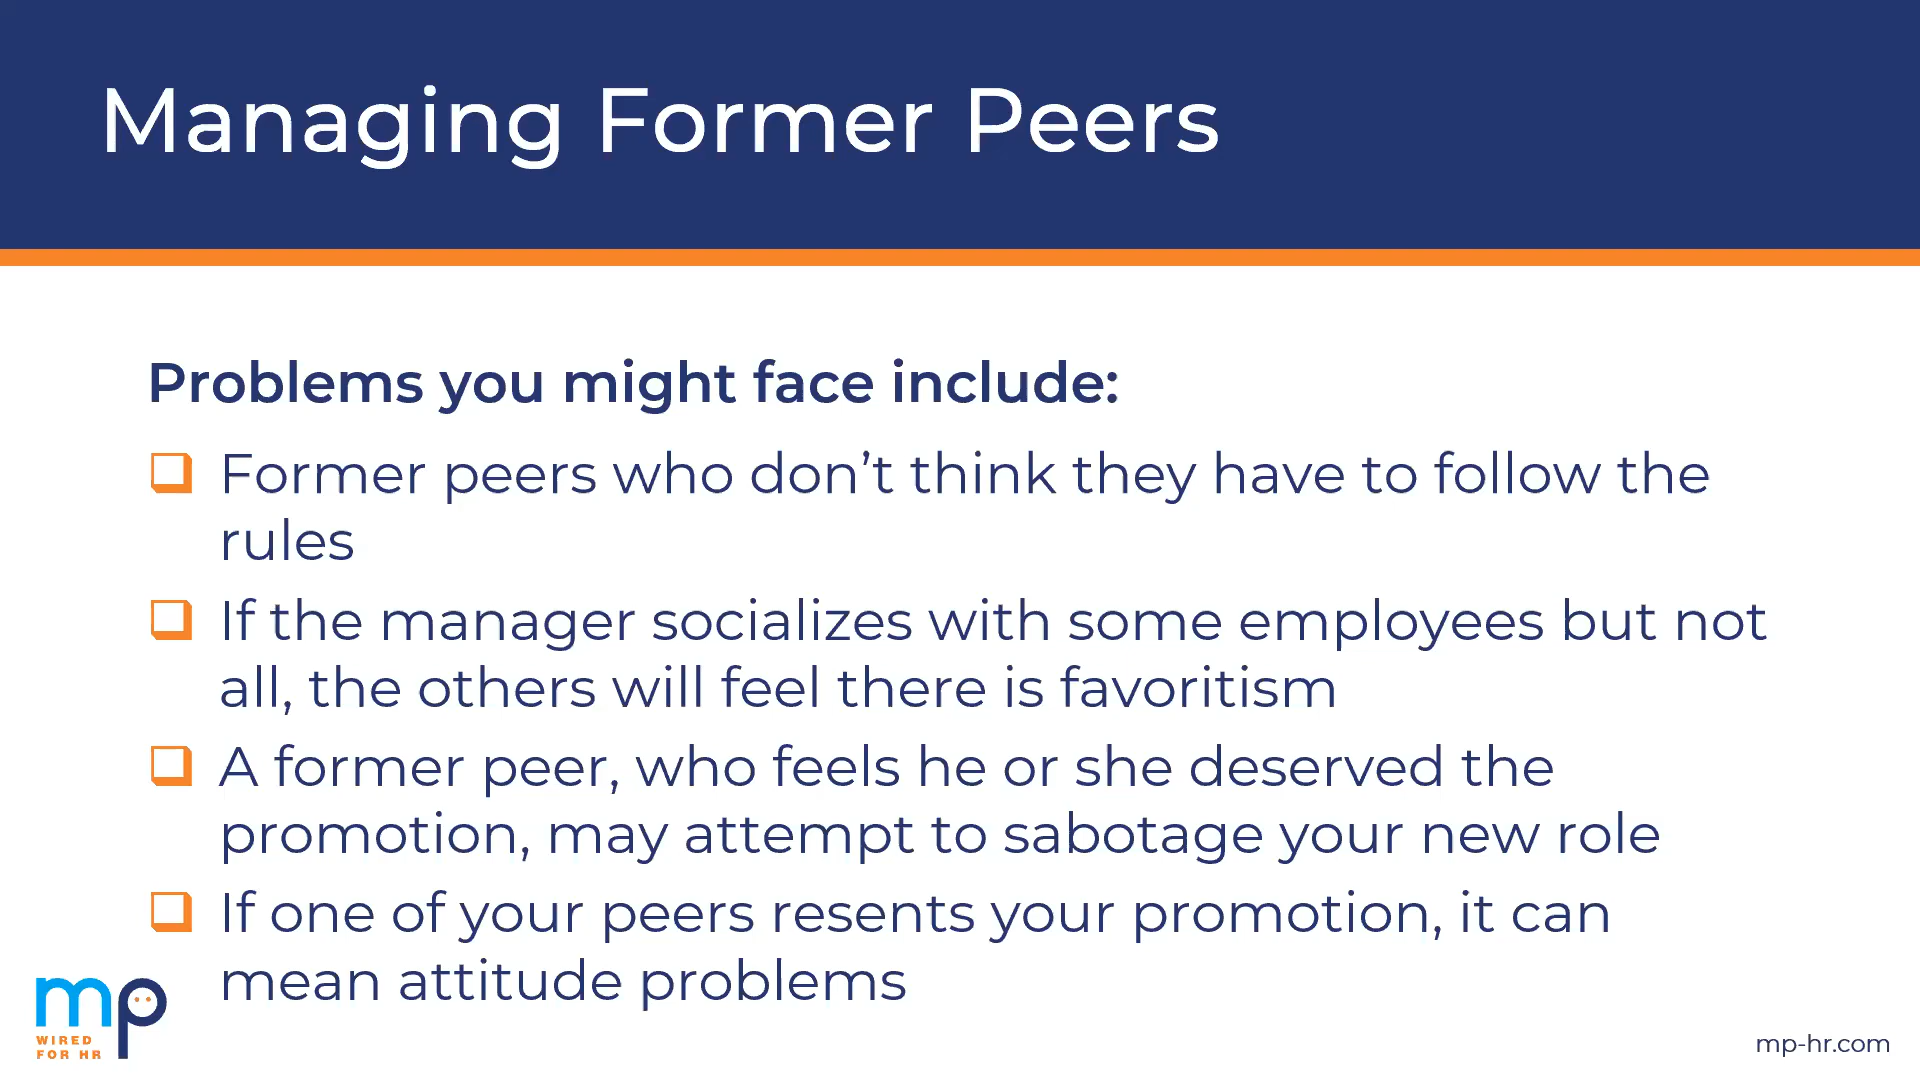 Managing Former Peers
Problems you might face include:
Former peers who don’t think they have to follow the
rules
If the manager socializes with some employees but not
all, the others will feel there is favoritism
A former peer, who feels he or she deserved the
promotion, may attempt to sabotage your new role
If one of your peers resents your promotion, it can
mean attitude problems
mp
WIRED
FOR HR
mp-hr.com